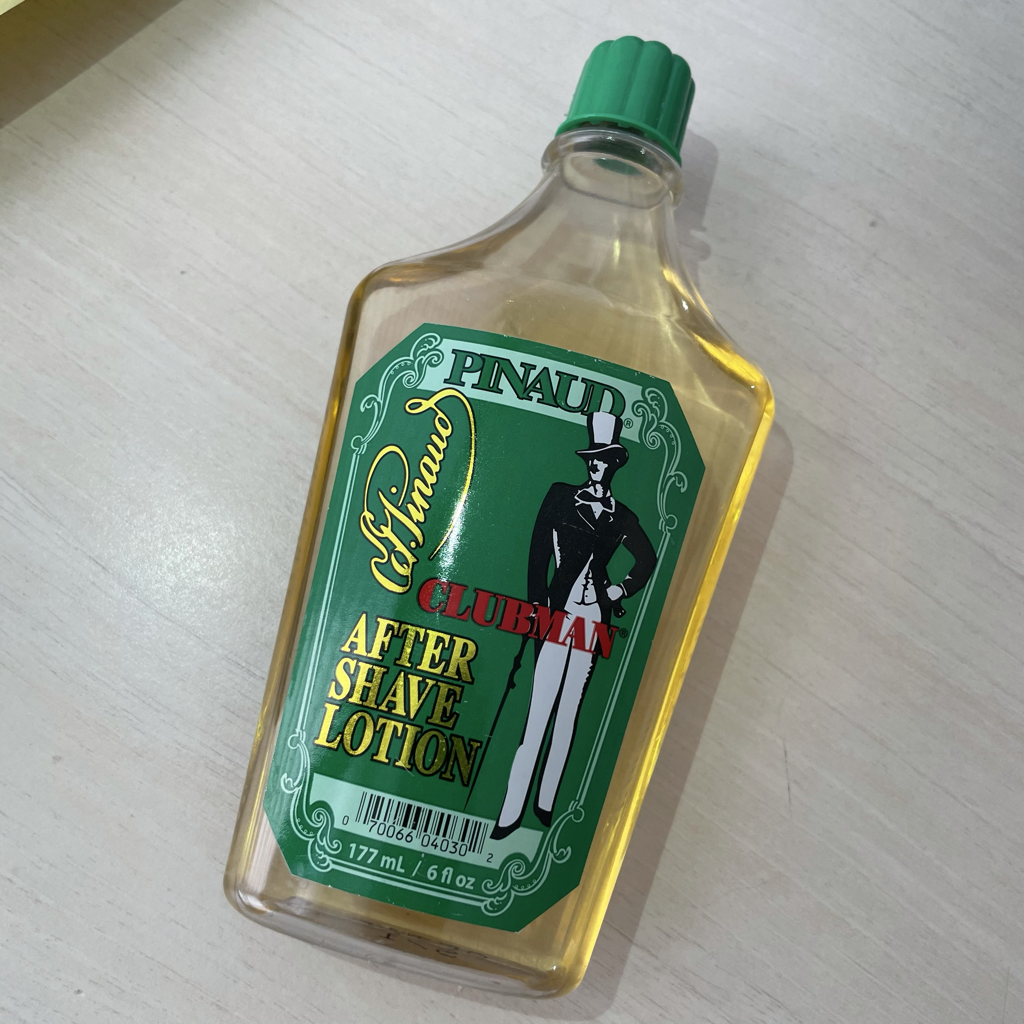 PINAUD®
Ed. Pinaud
CLUBMAN®
AFTER
SHAVE
LOTION
0 70066 04030 2
177 mL / 6 fl oz